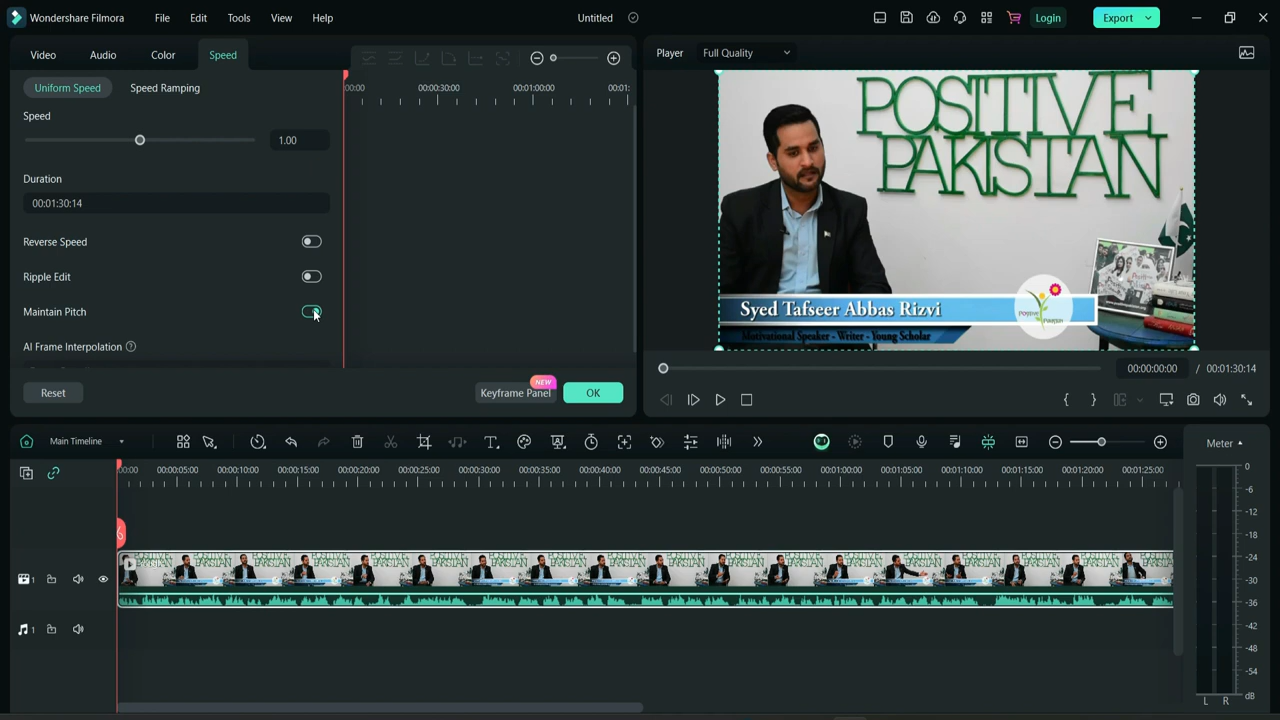 Wondershare Filmora File Edit Tools View Help Untitled Login Export
Video Audio Color Speed
Player Full Quality
Uniform Speed Speed Ramping
00:00 00:00:30:00 00:01:00:00 00:01:
Speed
1.00
Duration
00:01:30:14
Reverse Speed
Ripple Edit
Maintain Pitch
AI Frame Interpolation ?
Reset
NEW
Keyframe Panel
OK
POSITIVE
PAKISTAN
Syed Tafseer Abbas Rizvi
Motivational Speaker - Writer - Young Scholar
00:00:00:00 / 00:01:30:14
Main Timeline
Meter
00:00 00:00:05:00 00:00:10:00 00:00:15:00 00:00:20:00 00:00:25:00 00:00:30:00 00:00:35:00 00:00:40:00 00:00:45:00 00:00:50:00 00:00:55:00 00:01:00:00 00:01:05:00 00:01:10:00 00:01:15:00 00:01:20:00 00:01:25:00
1
1
0
-6
-12
-18
-24
-30
-36
-42
-48
-54
dB
L R